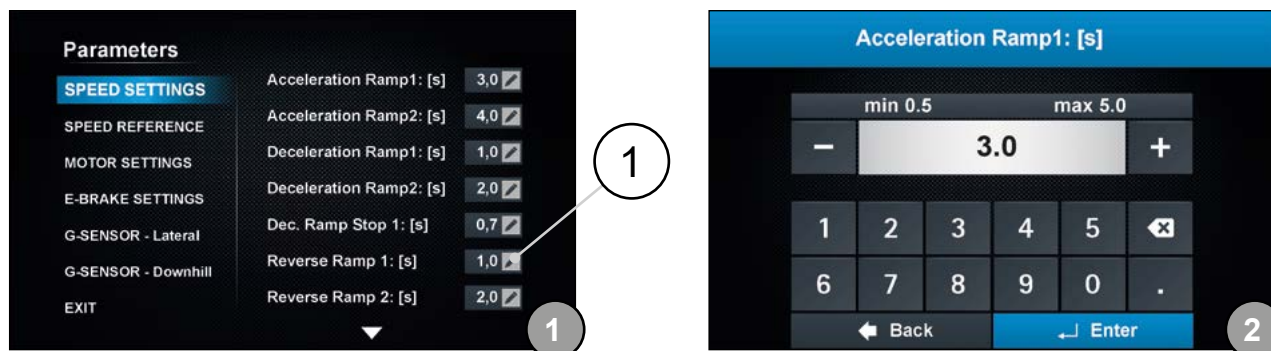 Parameters
SPEED SETTINGS
SPEED REFERENCE
MOTOR SETTINGS
E-BRAKE SETTINGS
G-SENSOR - Lateral
G-SENSOR - Downhill
EXIT
Acceleration Ramp1: [s] 3,0
Acceleration Ramp2: [s] 4,0
Deceleration Ramp1: [s] 1,0
Deceleration Ramp2: [s] 2,0
Dec. Ramp Stop 1: [s] 0,7
Reverse Ramp 1: [s] 1,0
Reverse Ramp 2: [s] 2,0
1
1
Acceleration Ramp1: [s]
min 0.5 max 5.0
− 3.0 +
1 2 3 4 5
6 7 8 9 0 .
Back Enter
2